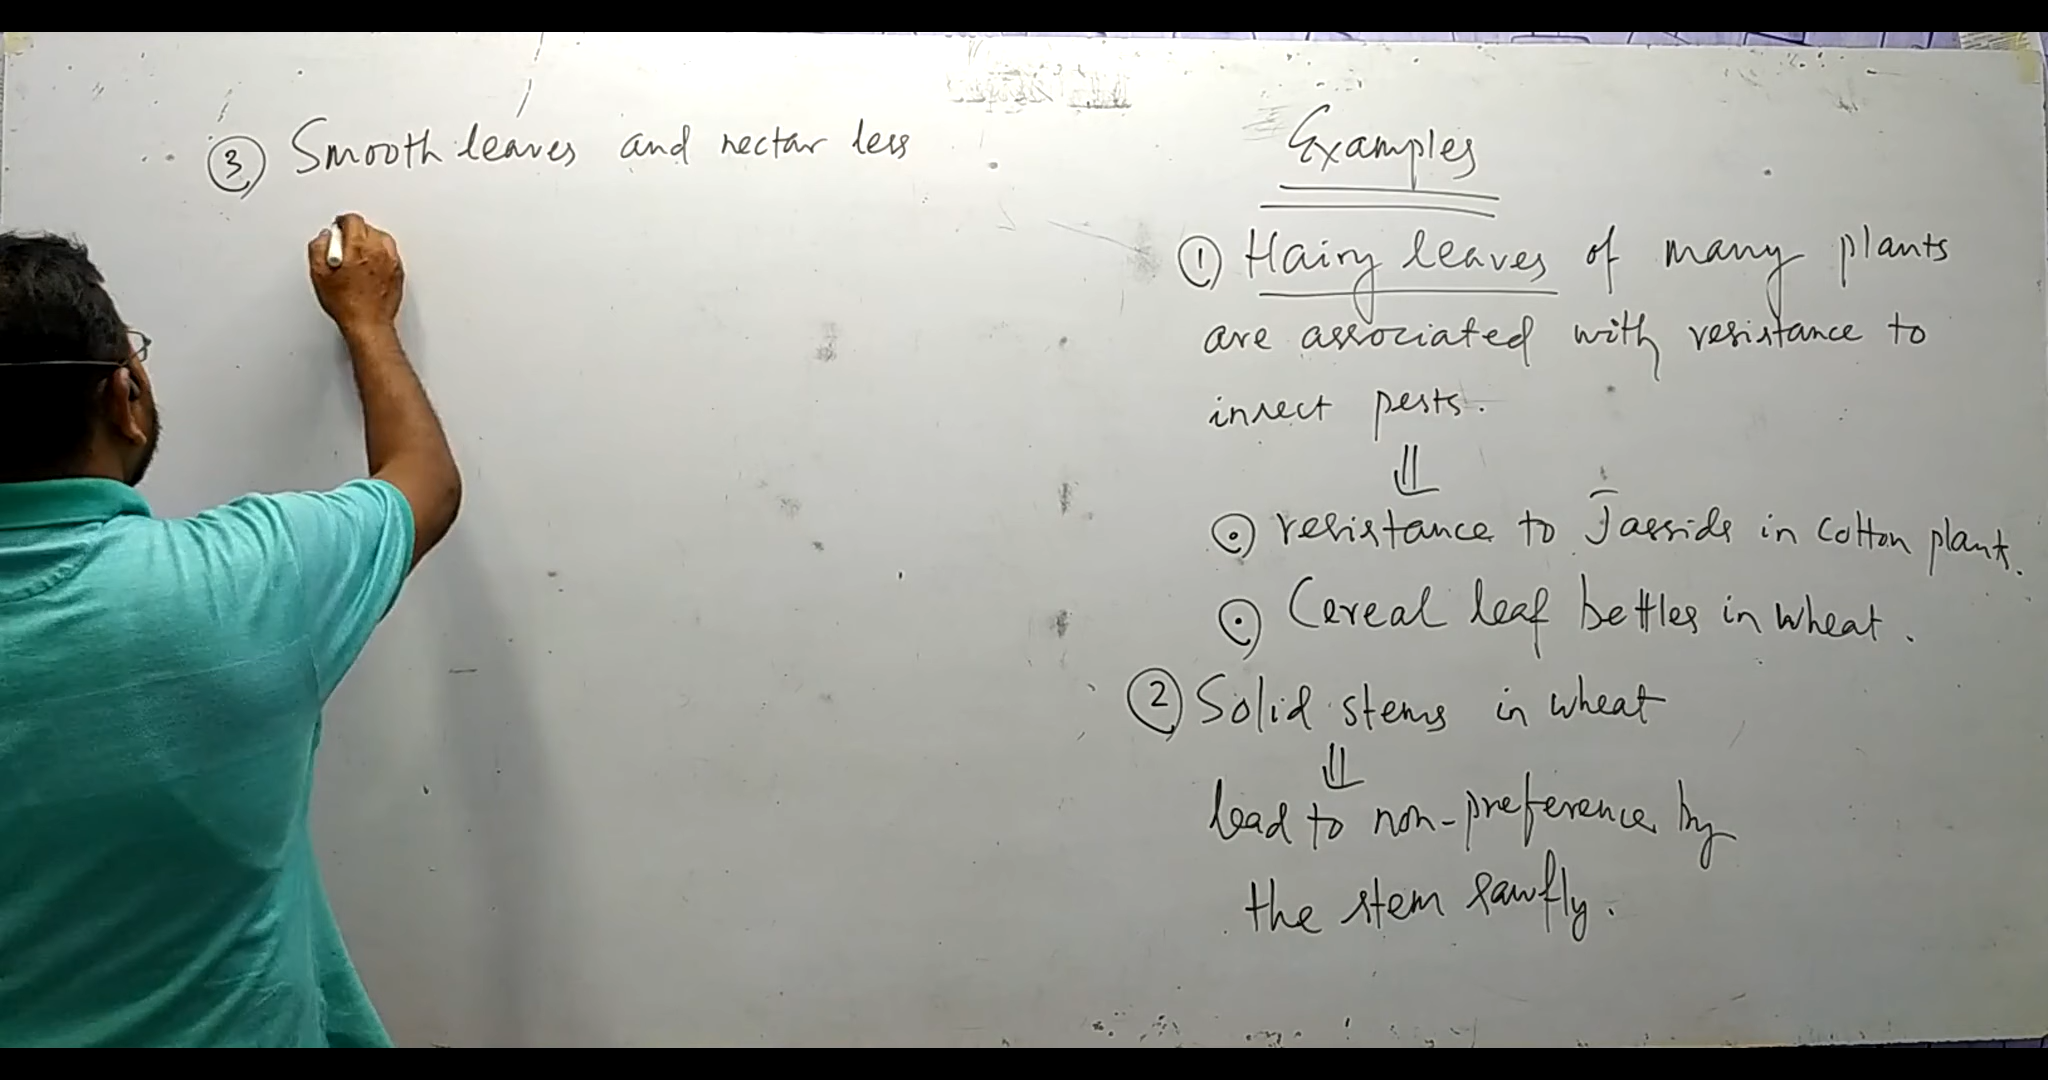 Examples
① Hairy leaves of many plants
are associated with resistance to
insect pests.
⇓
⊙ resistance to Jassids in Cotton plant.
⊙ Cereal leaf bettles in wheat.
② Solid stems in wheat
⇓
lead to non-preference by
the stem sawfly.
③ Smooth leaves and nectar less